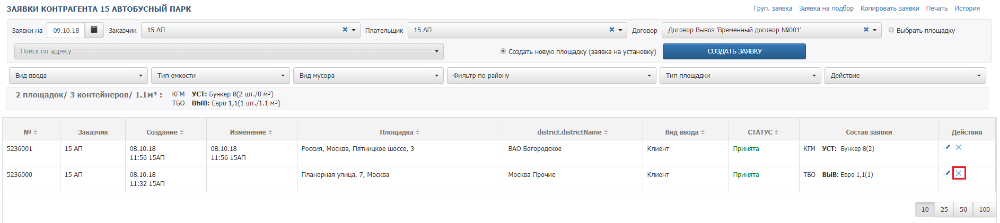 ЗАЯВКИ КОНТРАГЕНТА 15 АВТОБУСНЫЙ ПАРК
Груп. заявка Заявка на подбор Копировать заявки Печать История
Заявки на 09.10.18 Заказчик 15 АП Плательщик 15 АП Договор Договор Вывоз 'Временный договор №001' Выбрать площадку
Поиск по адресу Создать новую площадку (заявка на установку) СОЗДАТЬ ЗАЯВКУ
Вид ввода Тип емкости Вид мусора Фильтр по району Тип площадки Действие
2 площадок/ 3 контейнеров/ 1.1м³ : КГМ УСТ: Бункер 8(2 шт./0 м³)
ТБО ВЫВ: Евро 1,1(1 шт./1.1 м³)
№ Заказчик Создание Изменение Площадка district.districtName Вид ввода СТАТУС Состав заявки Действия
5236001 15 АП 08.10.18 08.10.18 Россия, Москва, Пятницкое шоссе, 3 ВАО Богородское Клиент Принята КГМ УСТ: Бункер 8(2)
11:56 15АП 11:56 15АП
5236000 15 АП 08.10.18 Планерная улица, 7, Москва Москва Прочие Клиент Принята ТБО ВЫВ: Евро 1,1(1)
11:32 15АП
10 25 50 100